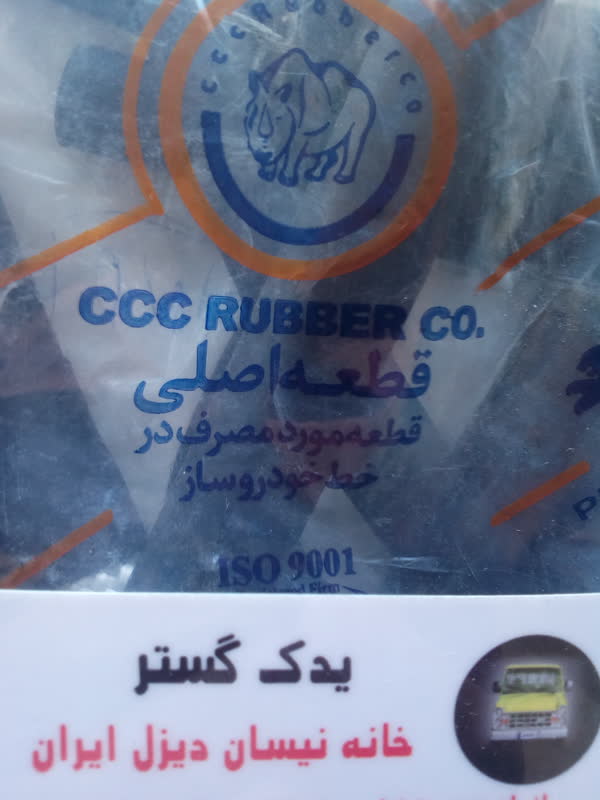 cccRubberco
CCC RUBBER CO.
قطعه اصلی
قطعه مورد مصرف در
خط خودروساز
ISO 9001
یدک گستر
خانه نیسان دیزل ایران